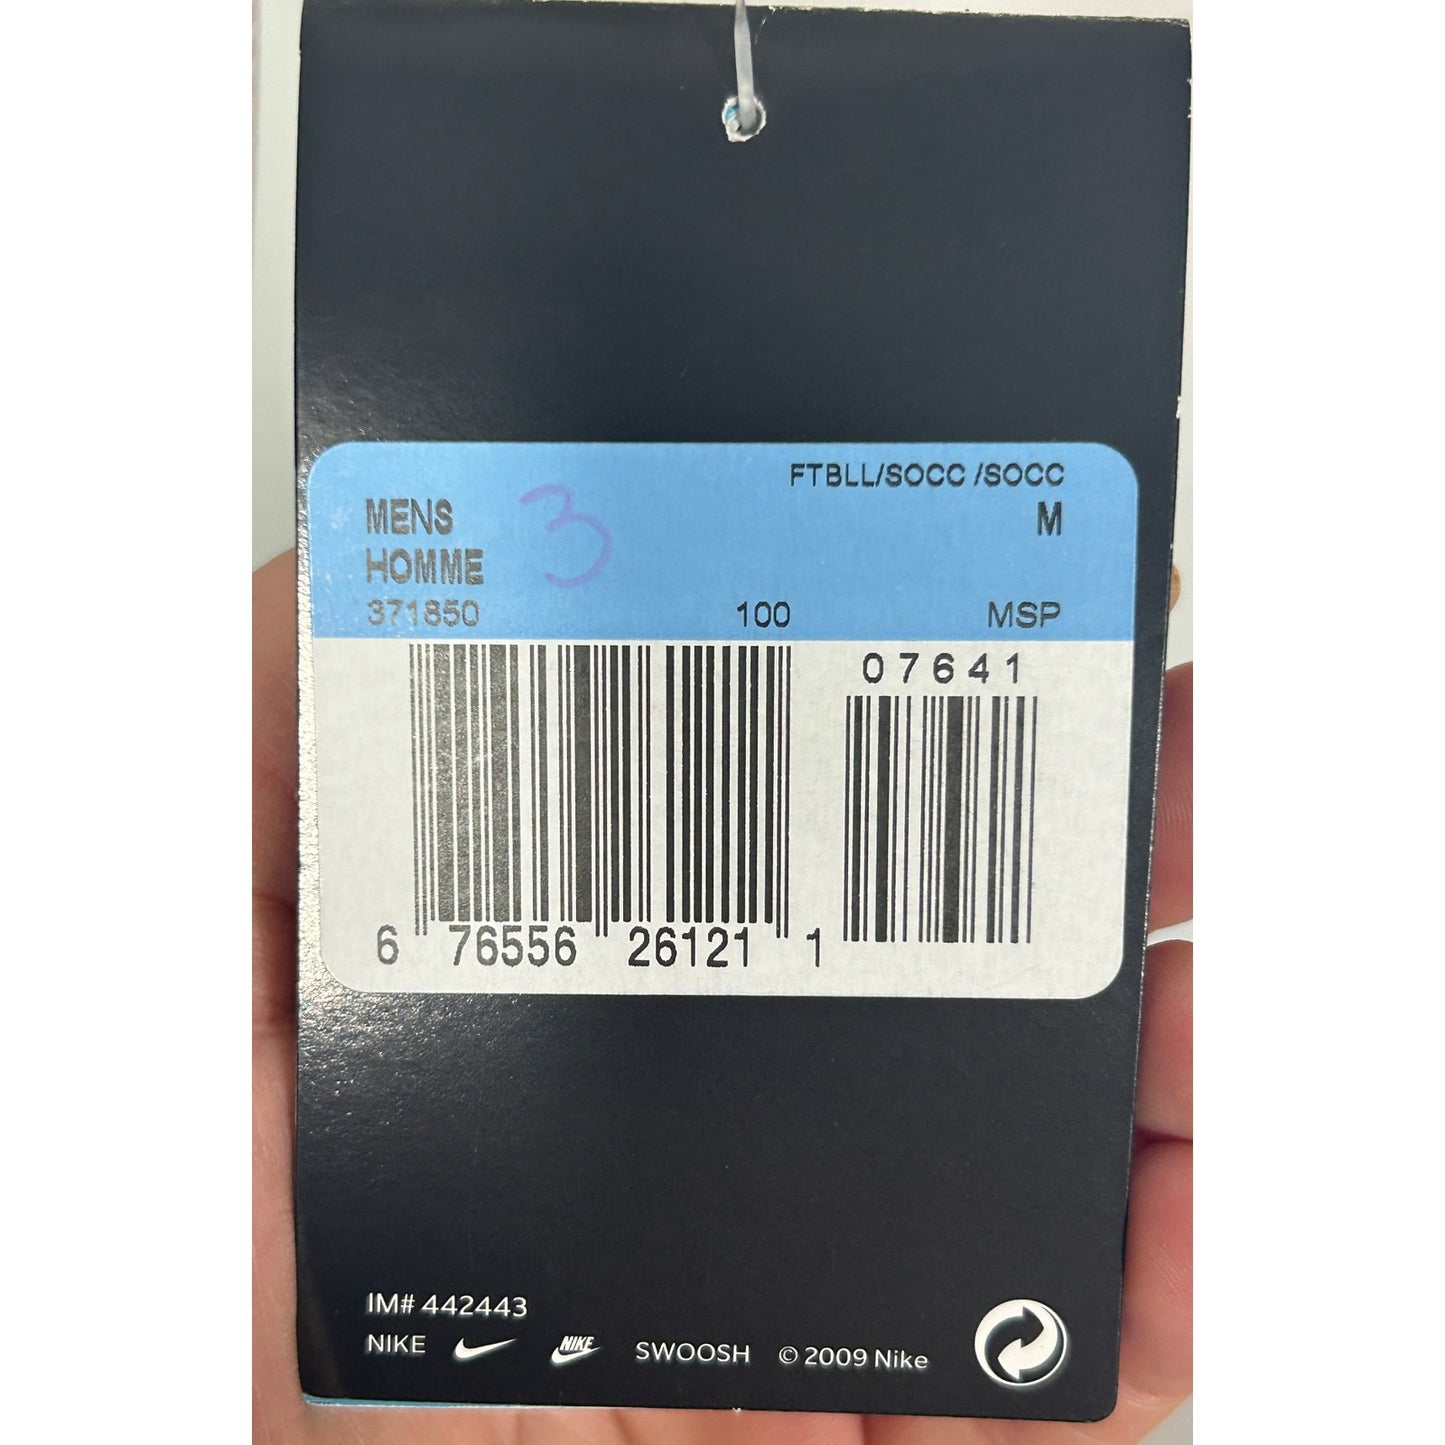 FTBLL/SOCC /SOCC
MENS 3 M
HOMME
371850 100 MSP
07641
6 76556 26121 1
IM# 442443
NIKE NIKE SWOOSH © 2009 Nike